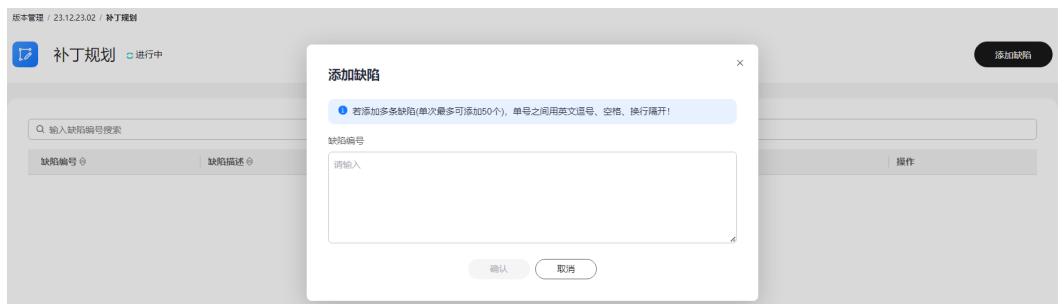 版本管理 / 23.12.23.02 / 补丁规划
补丁规划 进行中
添加缺陷
添加缺陷
若添加多条缺陷(单次最多可添加50个)，单号之间用英文逗号、空格、换行隔开!
输入缺陷编号搜索
缺陷编号
缺陷编号 缺陷描述 操作
请输入
确认 取消